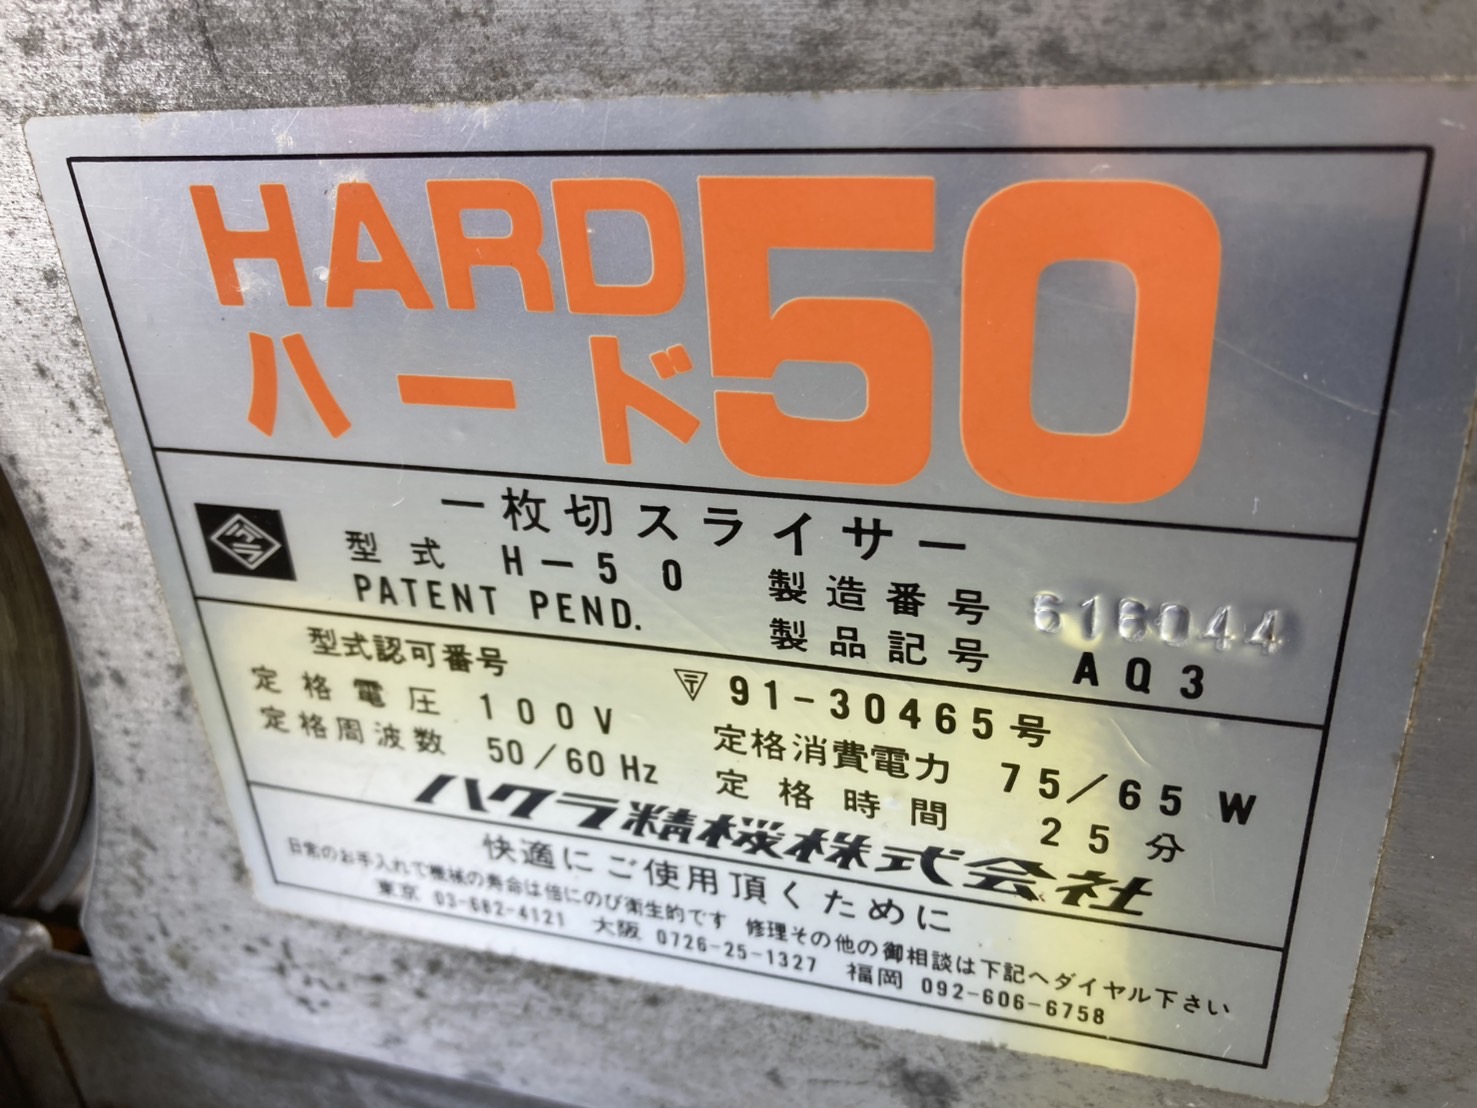 HARD50
ハード
一枚切スライサー
ハクラ
型式 H-50
PATENT PEND.
製造番号 616044
製品記号 AQ3
型式認可番号 〒 91-30465号
定格電圧 100V 定格消費電力 75/65W
定格周波数 50/60Hz 定格時間 25分
ハクラ精機株式会社
快適にご使用頂くために
日常のお手入れで機械の寿命は倍にのび衛生的です 修理その他の御相談は下記へダイヤル下さい
東京 03-682-4121 大阪 0726-25-1327 福岡 092-606-6758